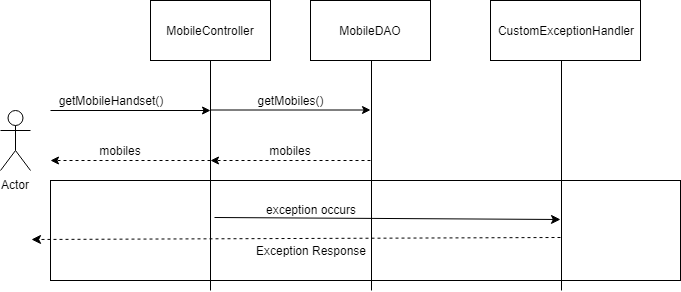 MobileController
MobileDAO
CustomExceptionHandler
getMobileHandset()
getMobiles()
mobiles
mobiles
Actor
exception occurs
Exception Response